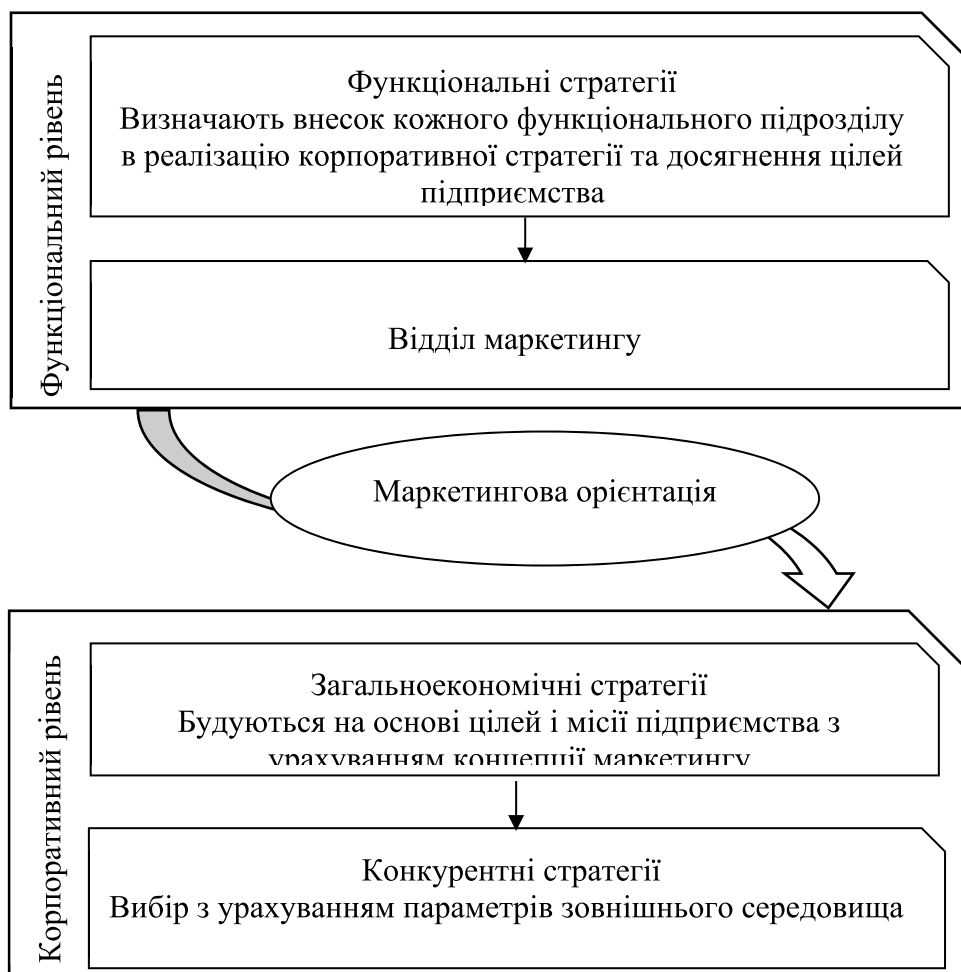 Функціональний рівень
Функціональні стратегії
Визначають внесок кожного функціонального підрозділу
в реалізацію корпоративної стратегії та досягнення цілей
підприємства
Відділ маркетингу
Маркетингова орієнтація
Корпоративний рівень
Загальноекономічні стратегії
Будуються на основі цілей і місії підприємства з
урахуванням концепції маркетингу
Конкурентні стратегії
Вибір з урахуванням параметрів зовнішнього середовища